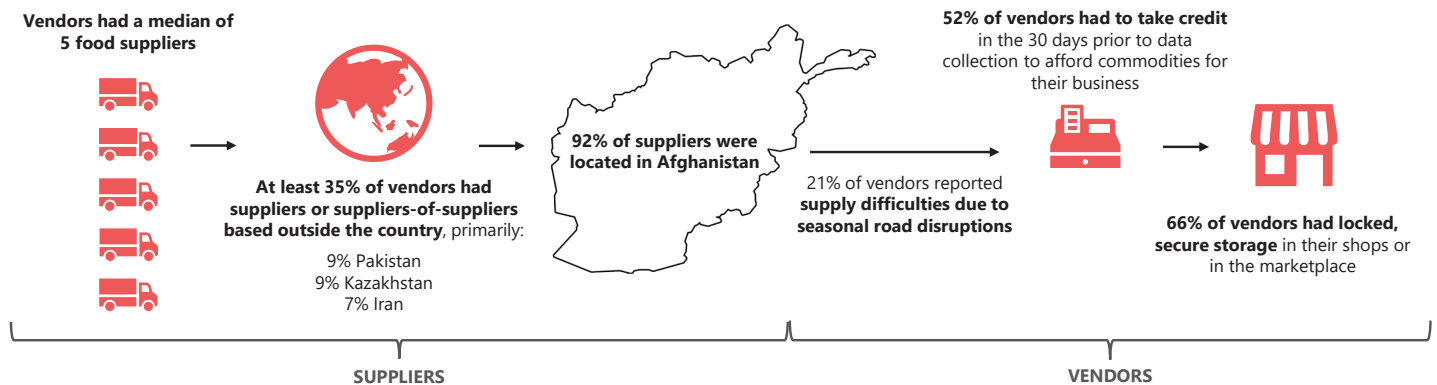 Vendors had a median of
5 food suppliers
At least 35% of vendors had
suppliers or suppliers-of-suppliers
based outside the country, primarily:
9% Pakistan
9% Kazakhstan
7% Iran
92% of suppliers were
located in Afghanistan
21% of vendors reported
supply difficulties due to
seasonal road disruptions
52% of vendors had to take credit
in the 30 days prior to data
collection to afford commodities for
their business
66% of vendors had locked,
secure storage in their shops or
in the marketplace
SUPPLIERS
VENDORS